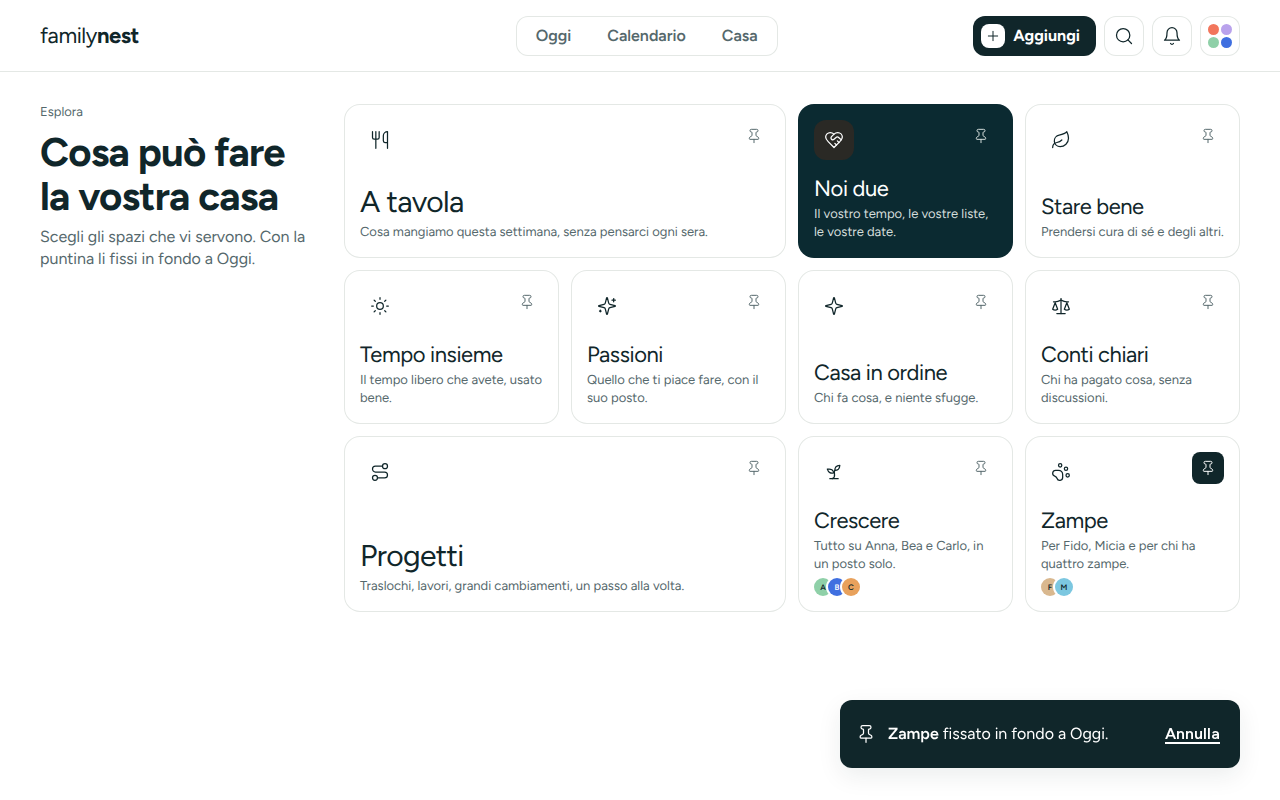 familynest
Oggi
Calendario
Casa
Aggiungi
Esplora
Cosa può fare
la vostra casa
Scegli gli spazi che vi servono. Con la
puntina li fissi in fondo a Oggi.
A tavola
Cosa mangiamo questa settimana, senza pensarci ogni sera.
Noi due
Il vostro tempo, le vostre liste,
le vostre date.
Stare bene
Prendersi cura di sé e degli altri.
Tempo insieme
Il tempo libero che avete, usato
bene.
Passioni
Quello che ti piace fare, con il
suo posto.
Casa in ordine
Chi fa cosa, e niente sfugge.
Conti chiari
Chi ha pagato cosa, senza
discussioni.
Progetti
Traslochi, lavori, grandi cambiamenti, un passo alla volta.
Crescere
Tutto su Anna, Bea e Carlo, in
un posto solo.
A B C
Zampe
Per Fido, Micia e per chi ha
quattro zampe.
F M
Zampe fissato in fondo a Oggi.
Annulla